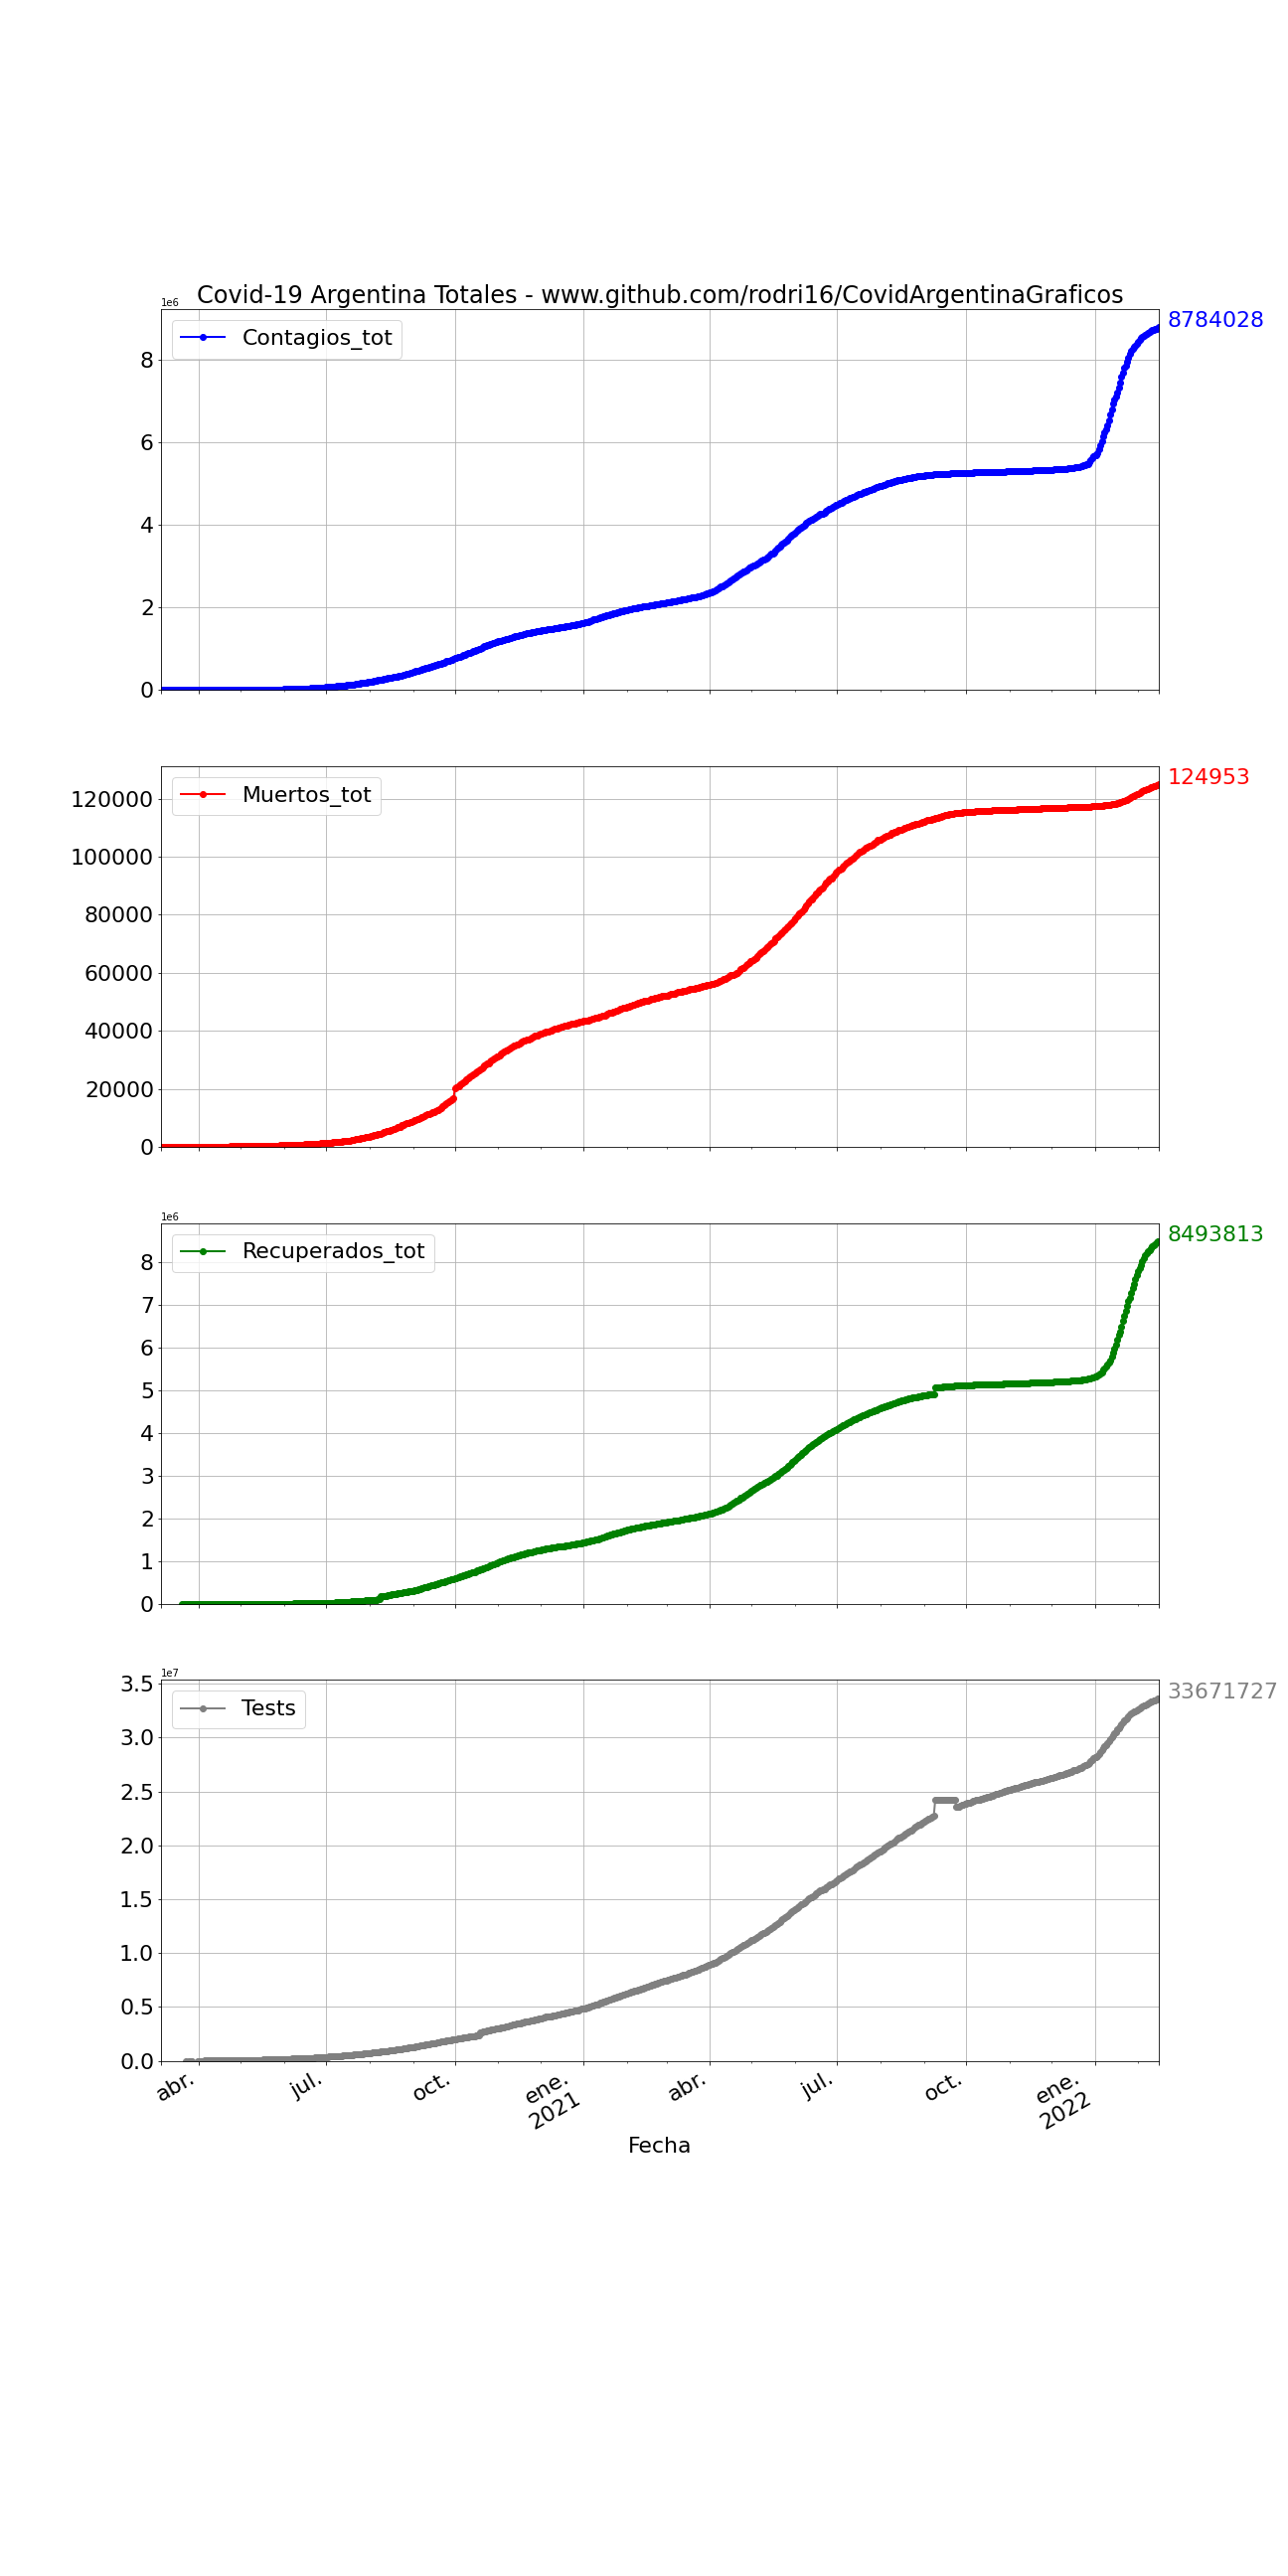 Covid-19 Argentina Totales - www.github.com/rodri16/CovidArgentinaGraficos
1e6
8784028
Contagios_tot
8
6
4
2
0
124953
Muertos_tot
120000
100000
80000
60000
40000
20000
0
1e6
8493813
Recuperados_tot
8
7
6
5
4
3
2
1
0
1e7
33671727
Tests
3.5
3.0
2.5
2.0
1.5
1.0
0.5
0.0
abr.
jul.
oct.
ene.
2021
abr.
jul.
oct.
ene.
2022
Fecha